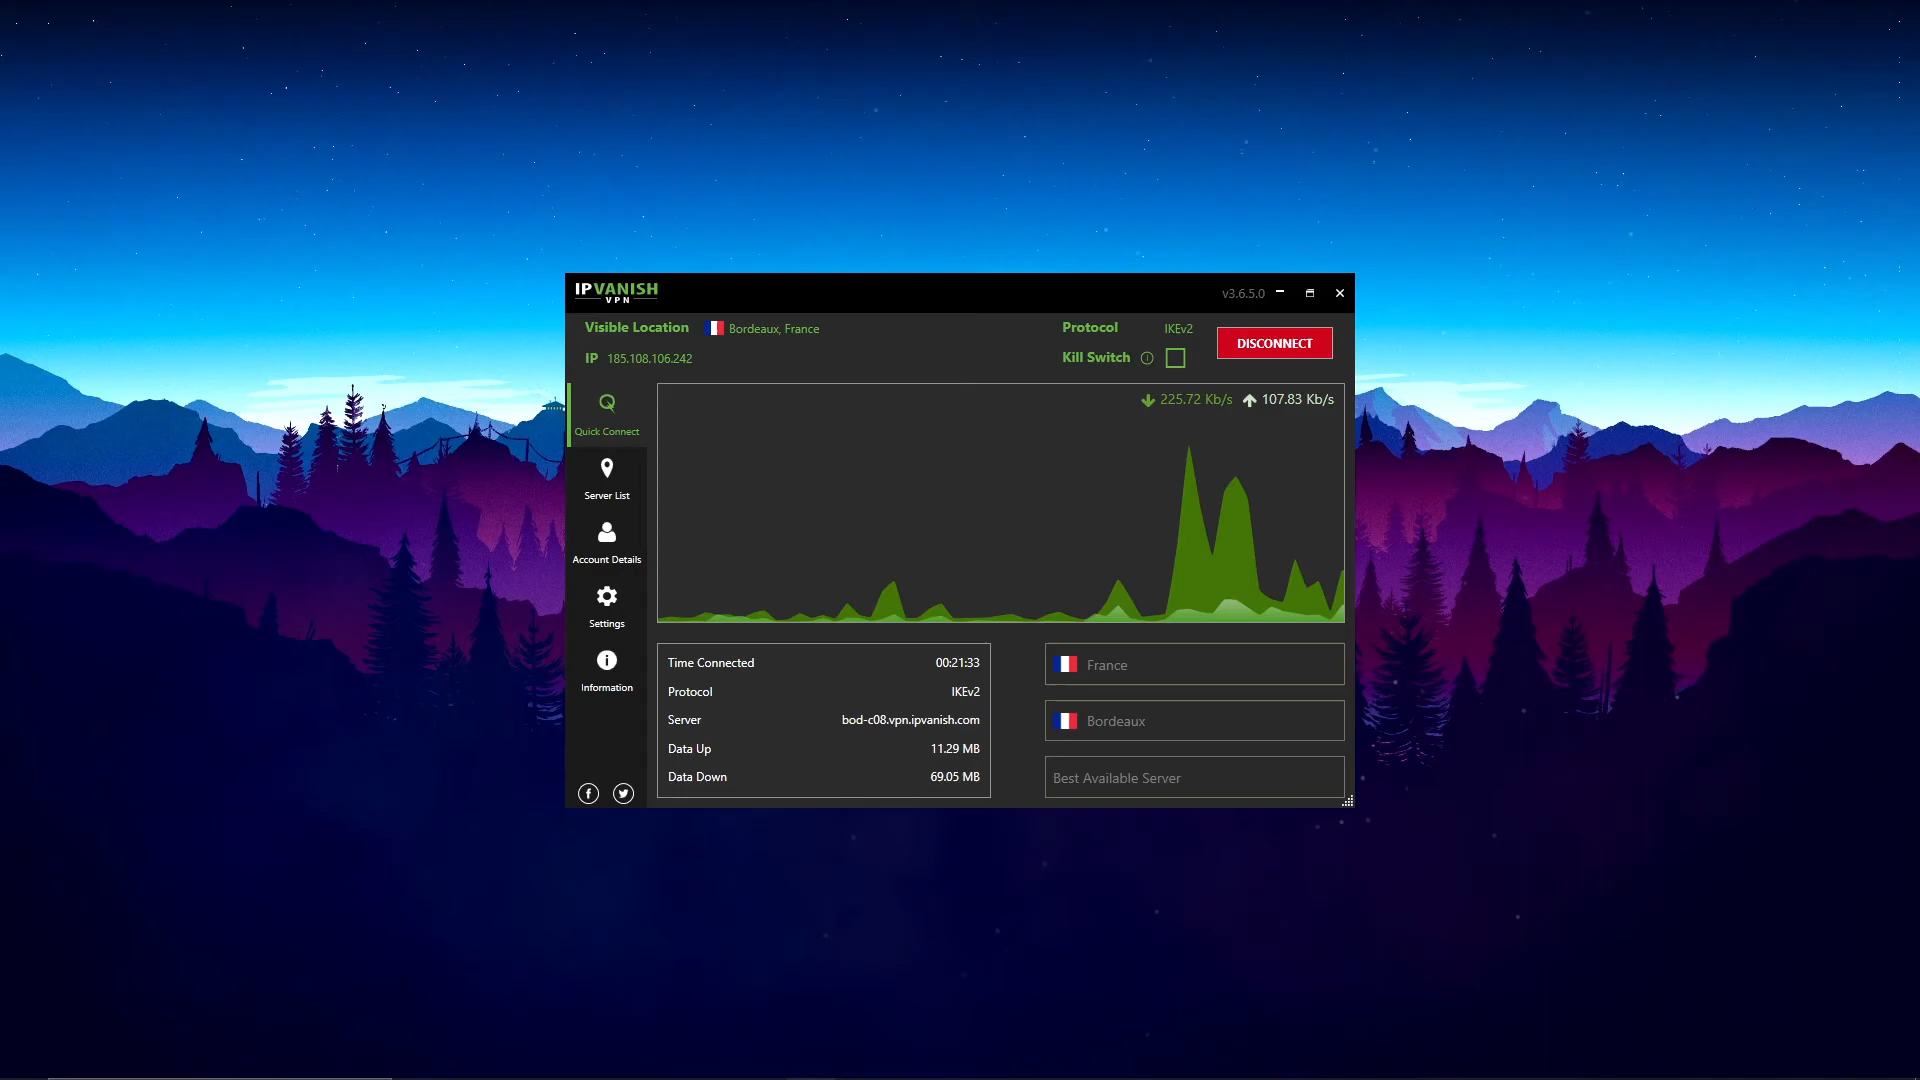 IPVANISH
VPN
v3.6.5.0
Visible Location Bordeaux, France
IP 185.108.106.242
Protocol IKEv2
Kill Switch
DISCONNECT
Quick Connect
Server List
Account Details
Settings
Information
225.72 Kb/s 107.83 Kb/s
Time Connected 00:21:33
Protocol IKEv2
Server bod-c08.vpn.ipvanish.com
Data Up 11.29 MB
Data Down 69.05 MB
France
Bordeaux
Best Available Server